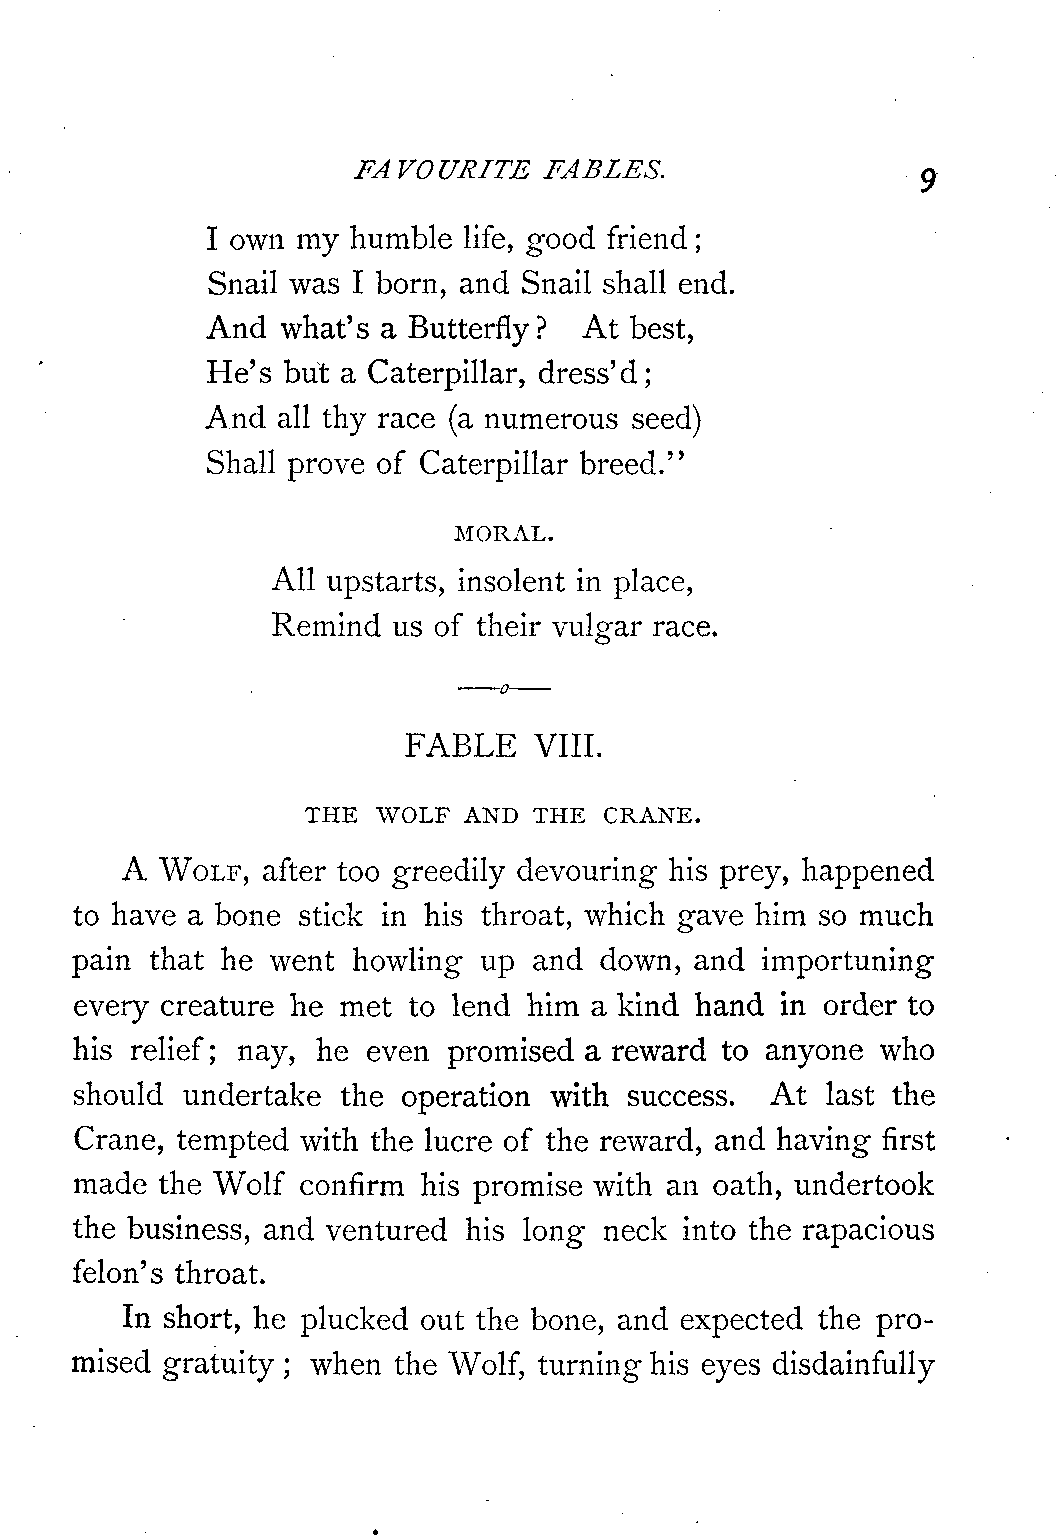 FAVOURITE FABLES. 9
I own my humble life, good friend;
Snail was I born, and Snail shall end.
And what's a Butterfly? At best,
He's but a Caterpillar, dress'd;
And all thy race (a numerous seed)
Shall prove of Caterpillar breed."
MORAL.
All upstarts, insolent in place,
Remind us of their vulgar race.
FABLE VIII.
THE WOLF AND THE CRANE.
A WOLF, after too greedily devouring his prey, happened
to have a bone stick in his throat, which gave him so much
pain that he went howling up and down, and importuning
every creature he met to lend him a kind hand in order to
his relief; nay, he even promised a reward to anyone who
should undertake the operation with success. At last the
Crane, tempted with the lucre of the reward, and having first
made the Wolf confirm his promise with an oath, undertook
the business, and ventured his long neck into the rapacious
felon's throat.
In short, he plucked out the bone, and expected the pro-
mised gratuity; when the Wolf, turning his eyes disdainfully